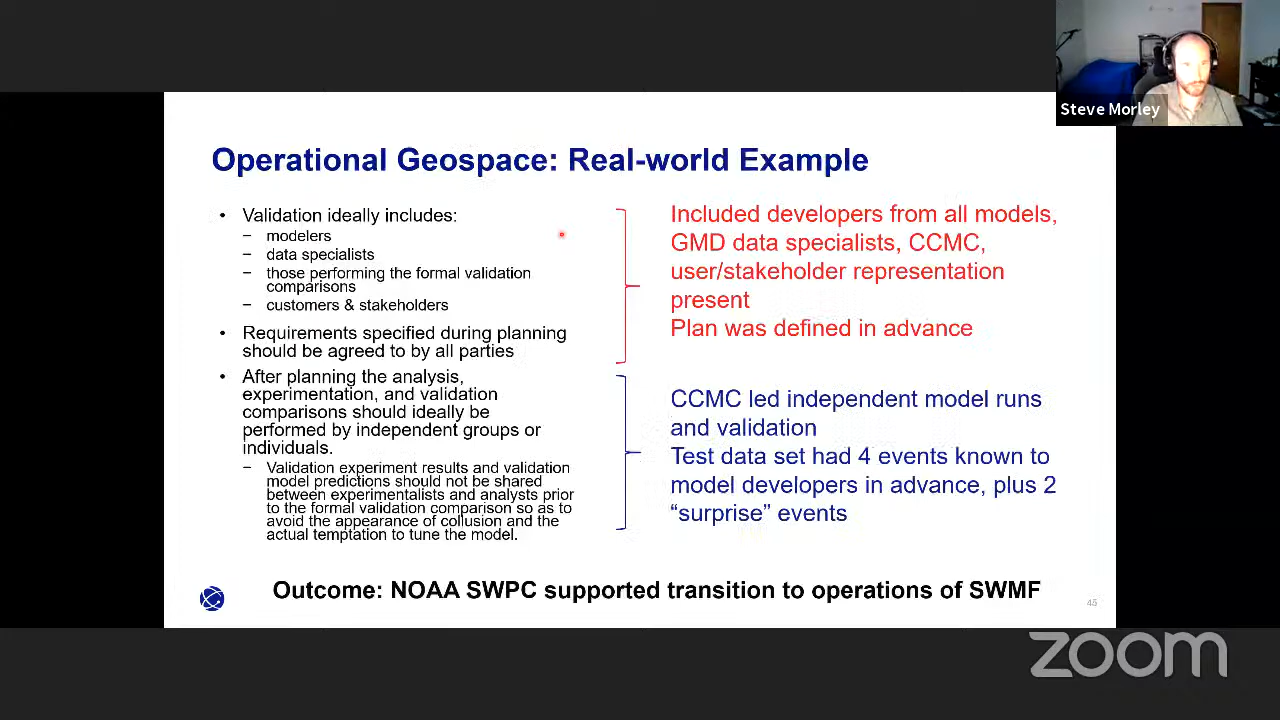 Steve Morley
Operational Geospace: Real-world Example
• Validation ideally includes:
− modelers
− data specialists
− those performing the formal validation
comparisons
− customers & stakeholders
• Requirements specified during planning
should be agreed to by all parties
• After planning the analysis,
experimentation, and validation
comparisons should ideally be
performed by independent groups or
individuals.
− Validation experiment results and validation
model predictions should not be shared
between experimentalists and analysts prior
to the formal validation comparison so as to
avoid the appearance of collusion and the
actual temptation to tune the model.
Included developers from all models,
GMD data specialists, CCMC,
user/stakeholder representation
present
Plan was defined in advance
CCMC led independent model runs
and validation
Test data set had 4 events known to
model developers in advance, plus 2
“surprise” events
Outcome: NOAA SWPC supported transition to operations of SWMF
45
zoom